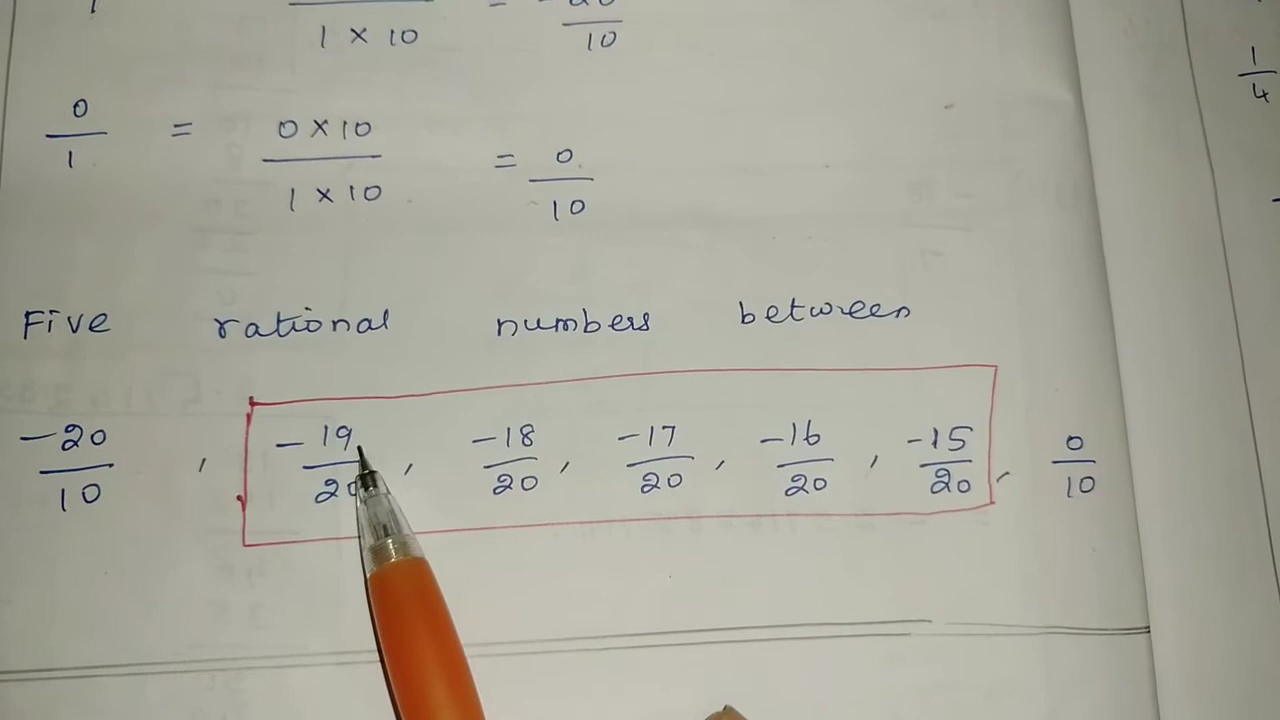 1 × 10 = -20/10
0/1 = 0 × 10 / 1 × 10 = 0/10
Five rational numbers between
-20/10 , -19/20 , -18/20 , -17/20 , -16/20 , -15/20 , 0/10
1/4